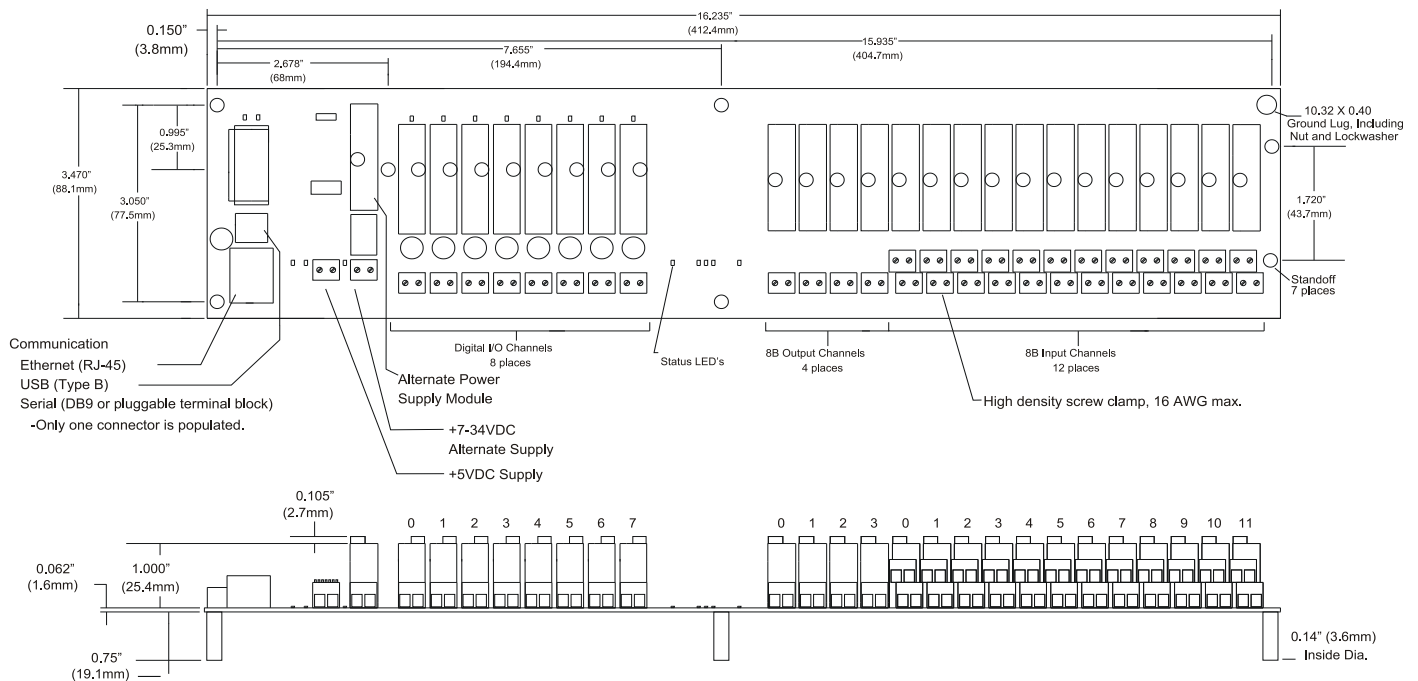 16.235"
(412.4mm)
0.150"
(3.8mm)
15.935"
(404.7mm)
7.655"
(194.4mm)
2.678"
(68mm)
0.995"
(25.3mm)
3.470"
(88.1mm)
3.050"
(77.5mm)
10.32 X 0.40
Ground Lug, Including
Nut and Lockwasher
1.720"
(43.7mm)
Standoff
7 places
Communication
Ethernet (RJ-45)
USB (Type B)
Serial (DB9 or pluggable terminal block)
-Only one connector is populated.
Digital I/O Channels
8 places
Status LED's
8B Output Channels
4 places
8B Input Channels
12 places
Alternate Power
Supply Module
High density screw clamp, 16 AWG max.
+7-34VDC
Alternate Supply
+5VDC Supply
0.105"
(2.7mm)
0 1 2 3 4 5 6 7
0 1 2 3 0 1 2 3 4 5 6 7 8 9 10 11
0.062"
(1.6mm)
1.000"
(25.4mm)
0.75"
(19.1mm)
0.14" (3.6mm)
Inside Dia.